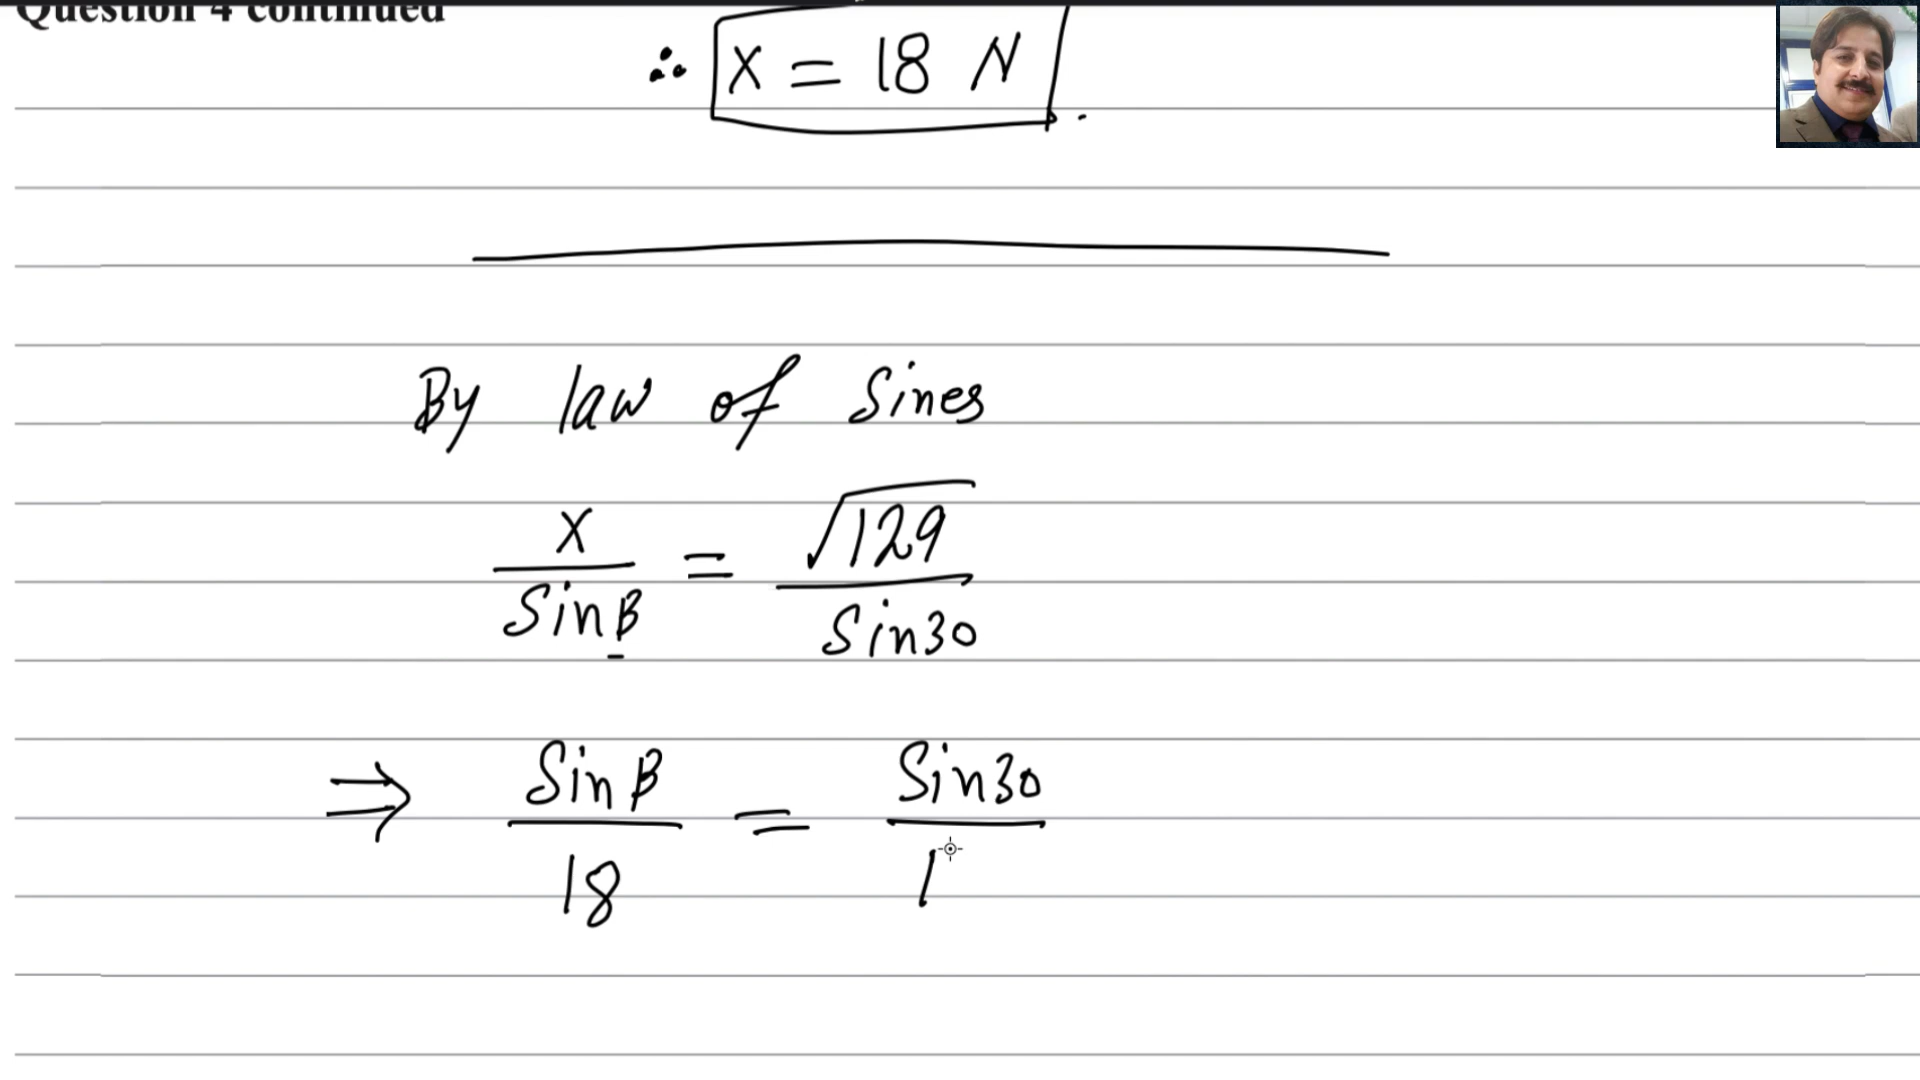 Question 4 continued
∴ X = 18 N.
By law of Sines
X/Sinβ = √129/Sin30
⇒ Sinβ/18 = Sin30/1